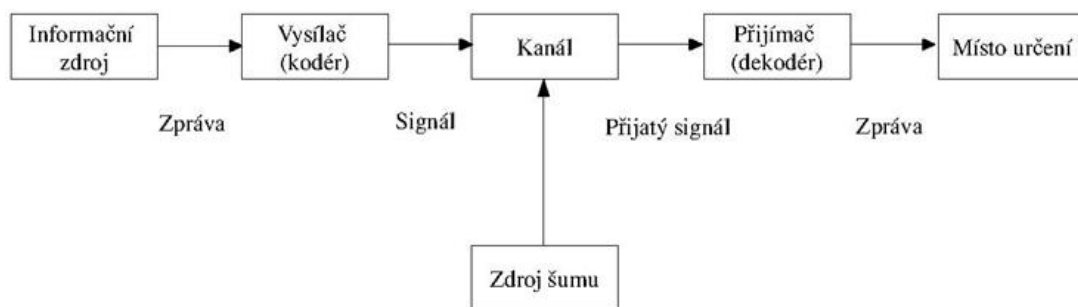 Informační
zdroj
Vysílač
(kodér)
Kanál
Přijímač
(dekodér)
Místo určení
Zpráva
Signál
Přijatý signál
Zpráva
Zdroj šumu